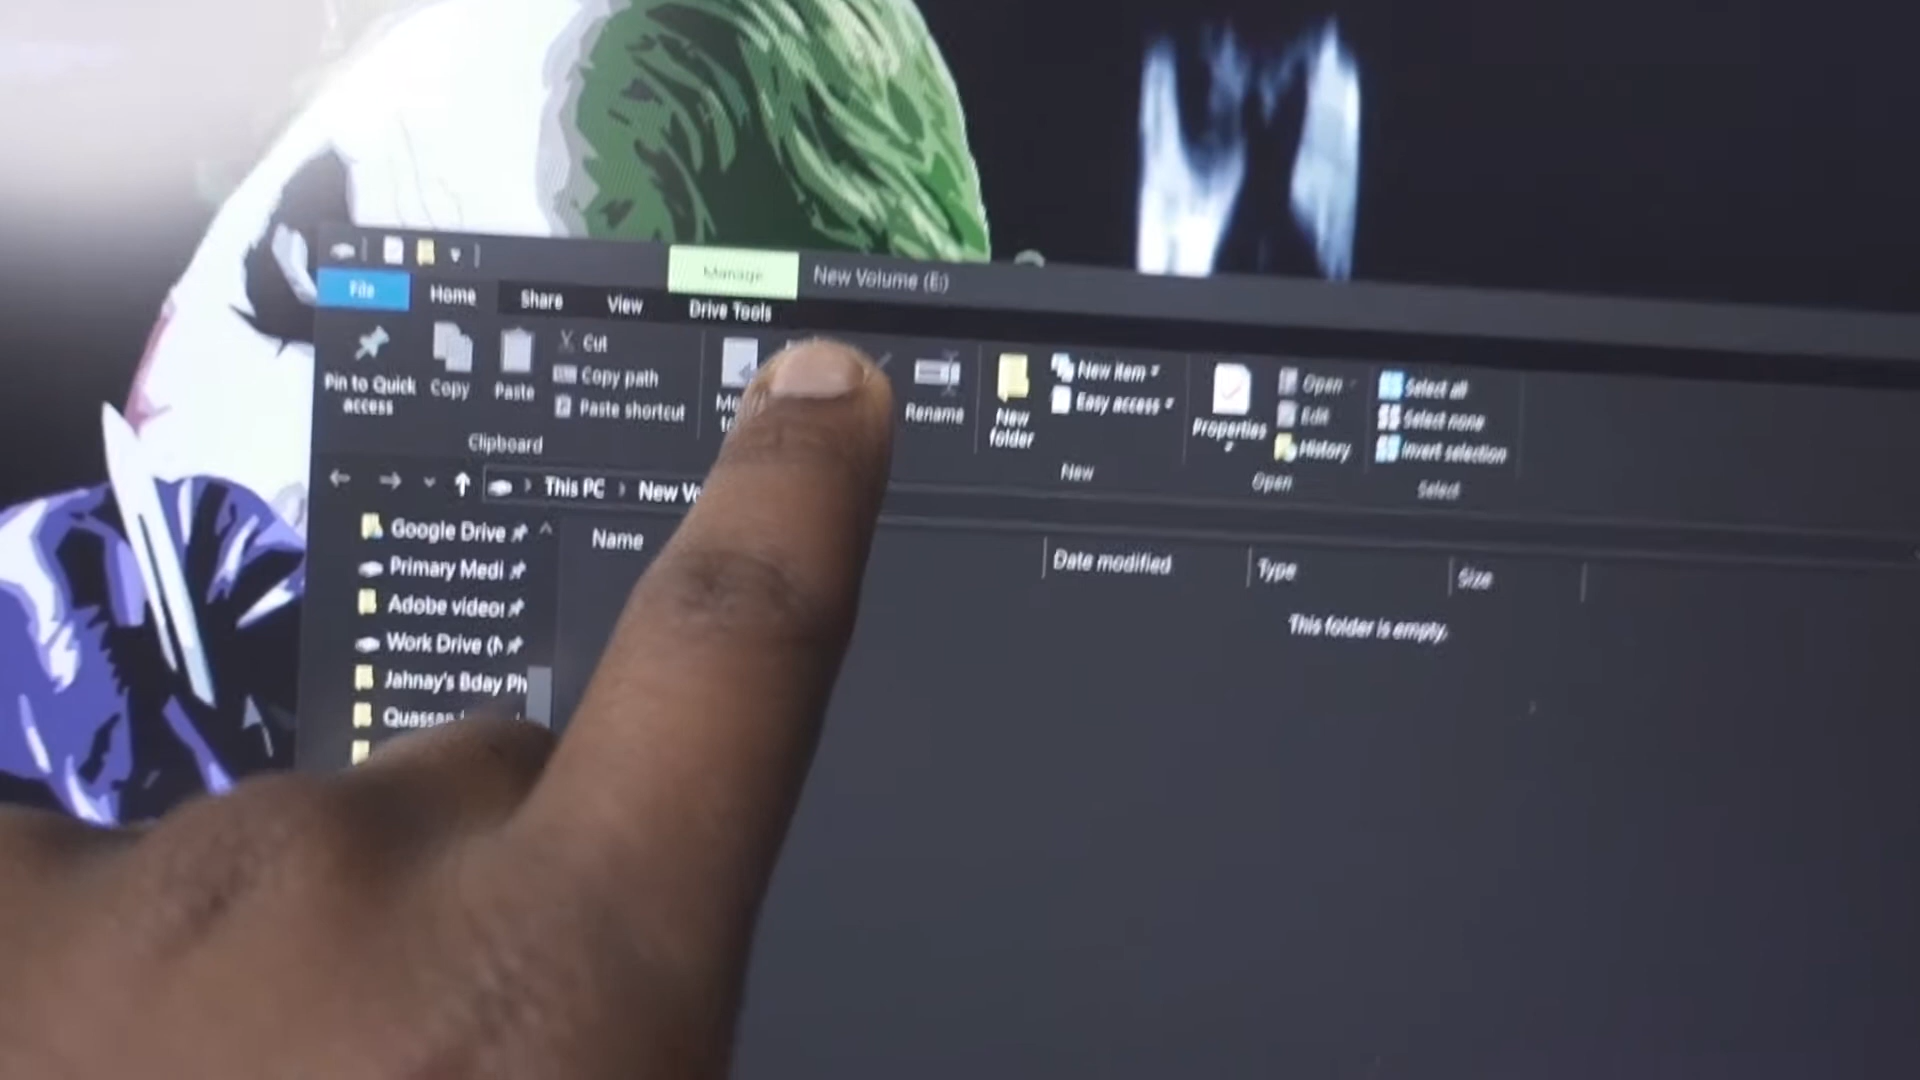 Manage New Volume (E:)
File Home Share View Drive Tools
Pin to Quick access
Copy
Paste
Cut
Copy path
Paste shortcut
Clipboard
Rename
New folder
New item
Easy access
New
Properties
Open
Edit
History
Open
Select all
Select none
Invert selection
Select
This PC > New Vo
Name Date modified Type Size
This folder is empty.
Google Drive
Primary Medi
Adobe video
Work Drive (
Jahnay's Bday Ph